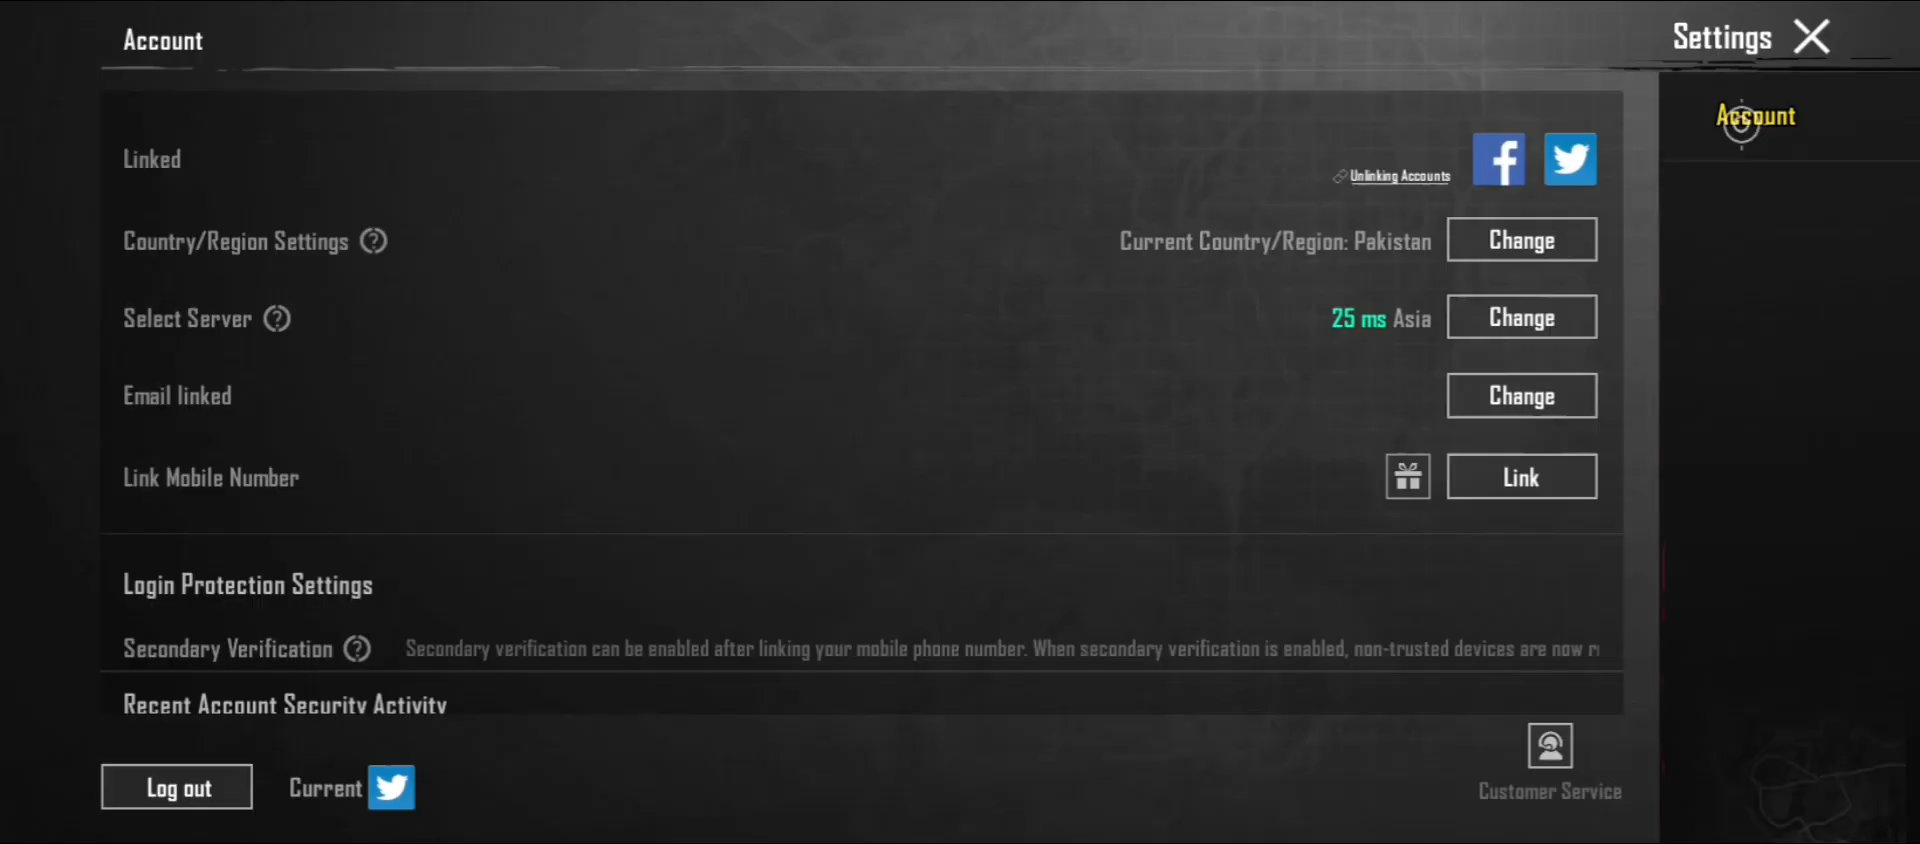 Account
Settings
Account
Linked
Unlinking Accounts
Country/Region Settings
Current Country/Region: Pakistan
Change
Select Server
25 ms Asia
Change
Email linked
Change
Link Mobile Number
Link
Login Protection Settings
Secondary Verification
Secondary verification can be enabled after linking your mobile phone number. When secondary verification is enabled, non-trusted devices are now
Recent Account Security Activity
Log out
Current
Customer Service